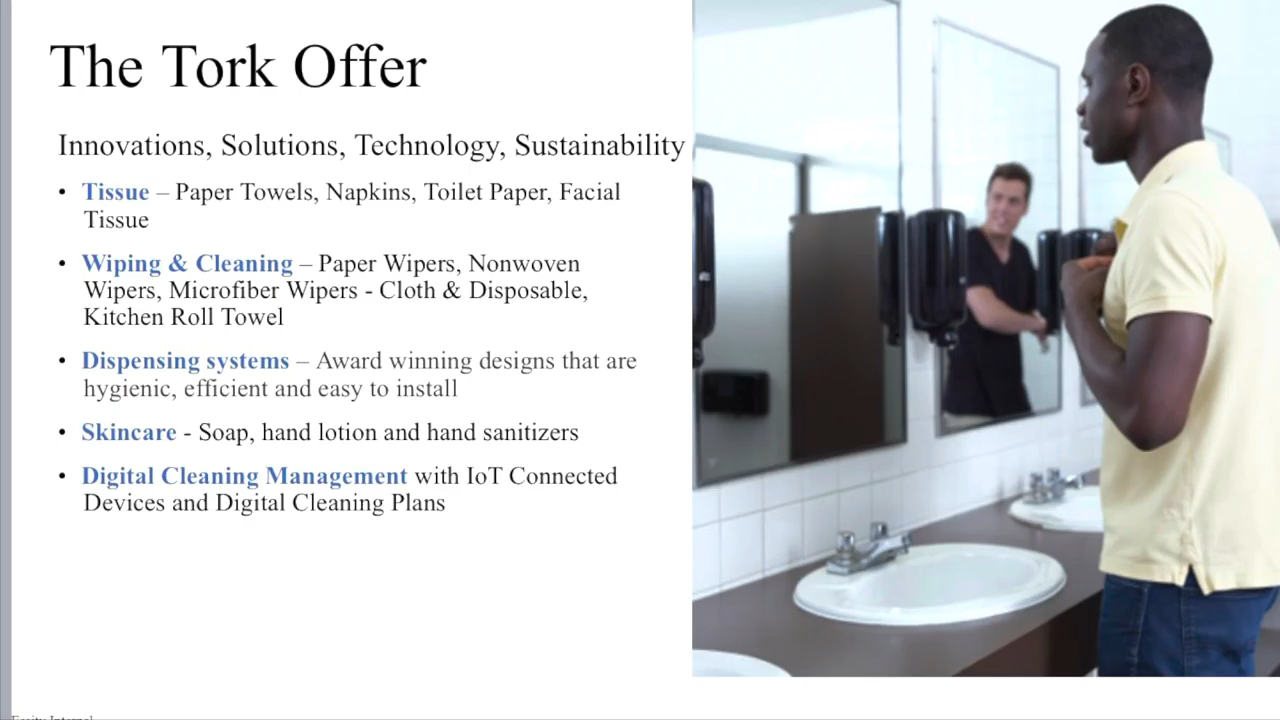 The Tork Offer
Innovations, Solutions, Technology, Sustainability
• Tissue – Paper Towels, Napkins, Toilet Paper, Facial
Tissue
• Wiping & Cleaning – Paper Wipers, Nonwoven
Wipers, Microfiber Wipers - Cloth & Disposable,
Kitchen Roll Towel
• Dispensing systems – Award winning designs that are
hygienic, efficient and easy to install
• Skincare - Soap, hand lotion and hand sanitizers
• Digital Cleaning Management with IoT Connected
Devices and Digital Cleaning Plans